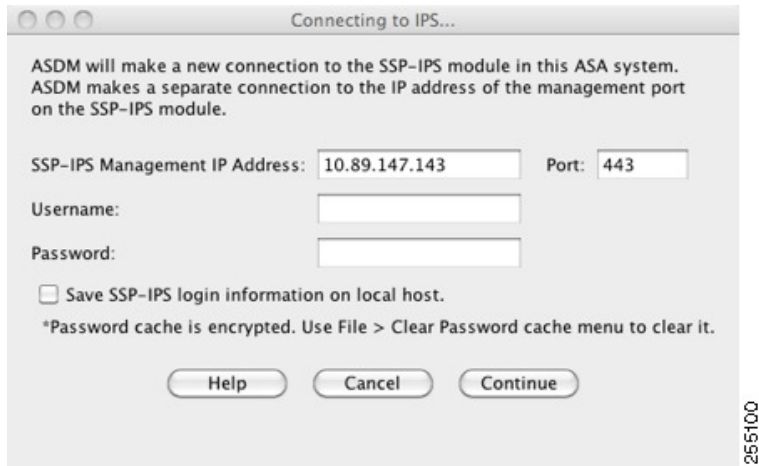 Connecting to IPS...
ASDM will make a new connection to the SSP-IPS module in this ASA system.
ASDM makes a separate connection to the IP address of the management port
on the SSP-IPS module.
SSP-IPS Management IP Address: 10.89.147.143 Port: 443
Username:
Password:
Save SSP-IPS login information on local host.
*Password cache is encrypted. Use File > Clear Password cache menu to clear it.
Help Cancel Continue
255100